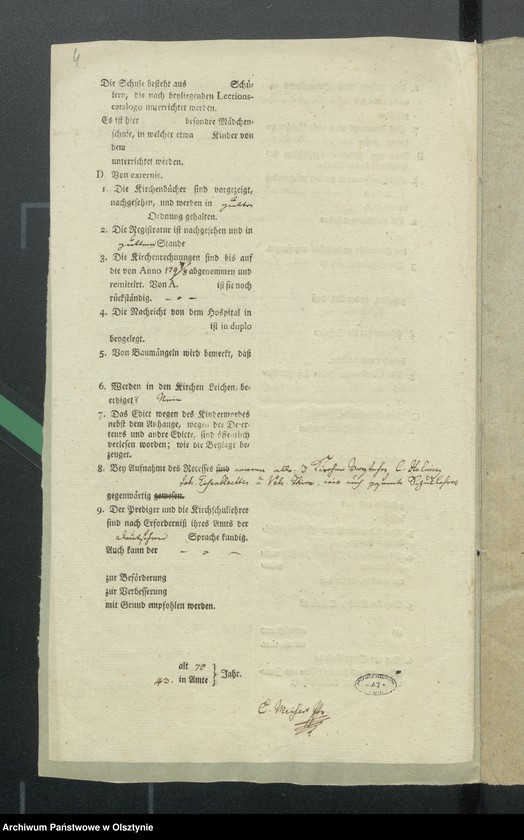 4
Die Schule besteht aus Schü-
lern, die nach beyliegenden Lections-
catalogo unterrichtet werden.
Es ist hier besondre Mädchen-
schule, in welcher etwa Kinder von
dem
unterrichtet werden.
D. Von externis.
1. Die Kirchenbücher sind vorgezeigt,
nachgesehen, und werden in guter
Ordnung gehalten.
2. Die Registratur ist nachgesehen und in
gutem Stande
3. Die Kirchenrechnungen sind bis auf
die von Anno abgenommen und
remittirt. Von A. ist sie noch
rückständig. – o –
4. Die Nachricht von dem Hospital in
ist in duplo
beygelegt.
5. Von Baumängeln wird bemerkt, daß
6. Werden in den Kirchen Leichen be-
erdiget? Nein
7. Das Edict wegen des Kindermordes
nebst dem Anhange, wegen der Deser-
teurs und andre Edicte, sind öffentlich
verlesen worden; wie die Beylage be-
zeuget.
8. Bey Aufnahme des Recesses sind waren alle 3 Kirchen
gegenwärtig gewesen.
9. Der Prediger und die Kirchschullehrer
sind nach Erforderniß ihres Amts der
deutschen Sprache kundig.
Auch kann der – o –
zur Beförderung
zur Verbesserung
mit Grund empfohlen werden.
alt 70
43. in Amte } Jahr.
Archiwum Państwowe w Olsztynie